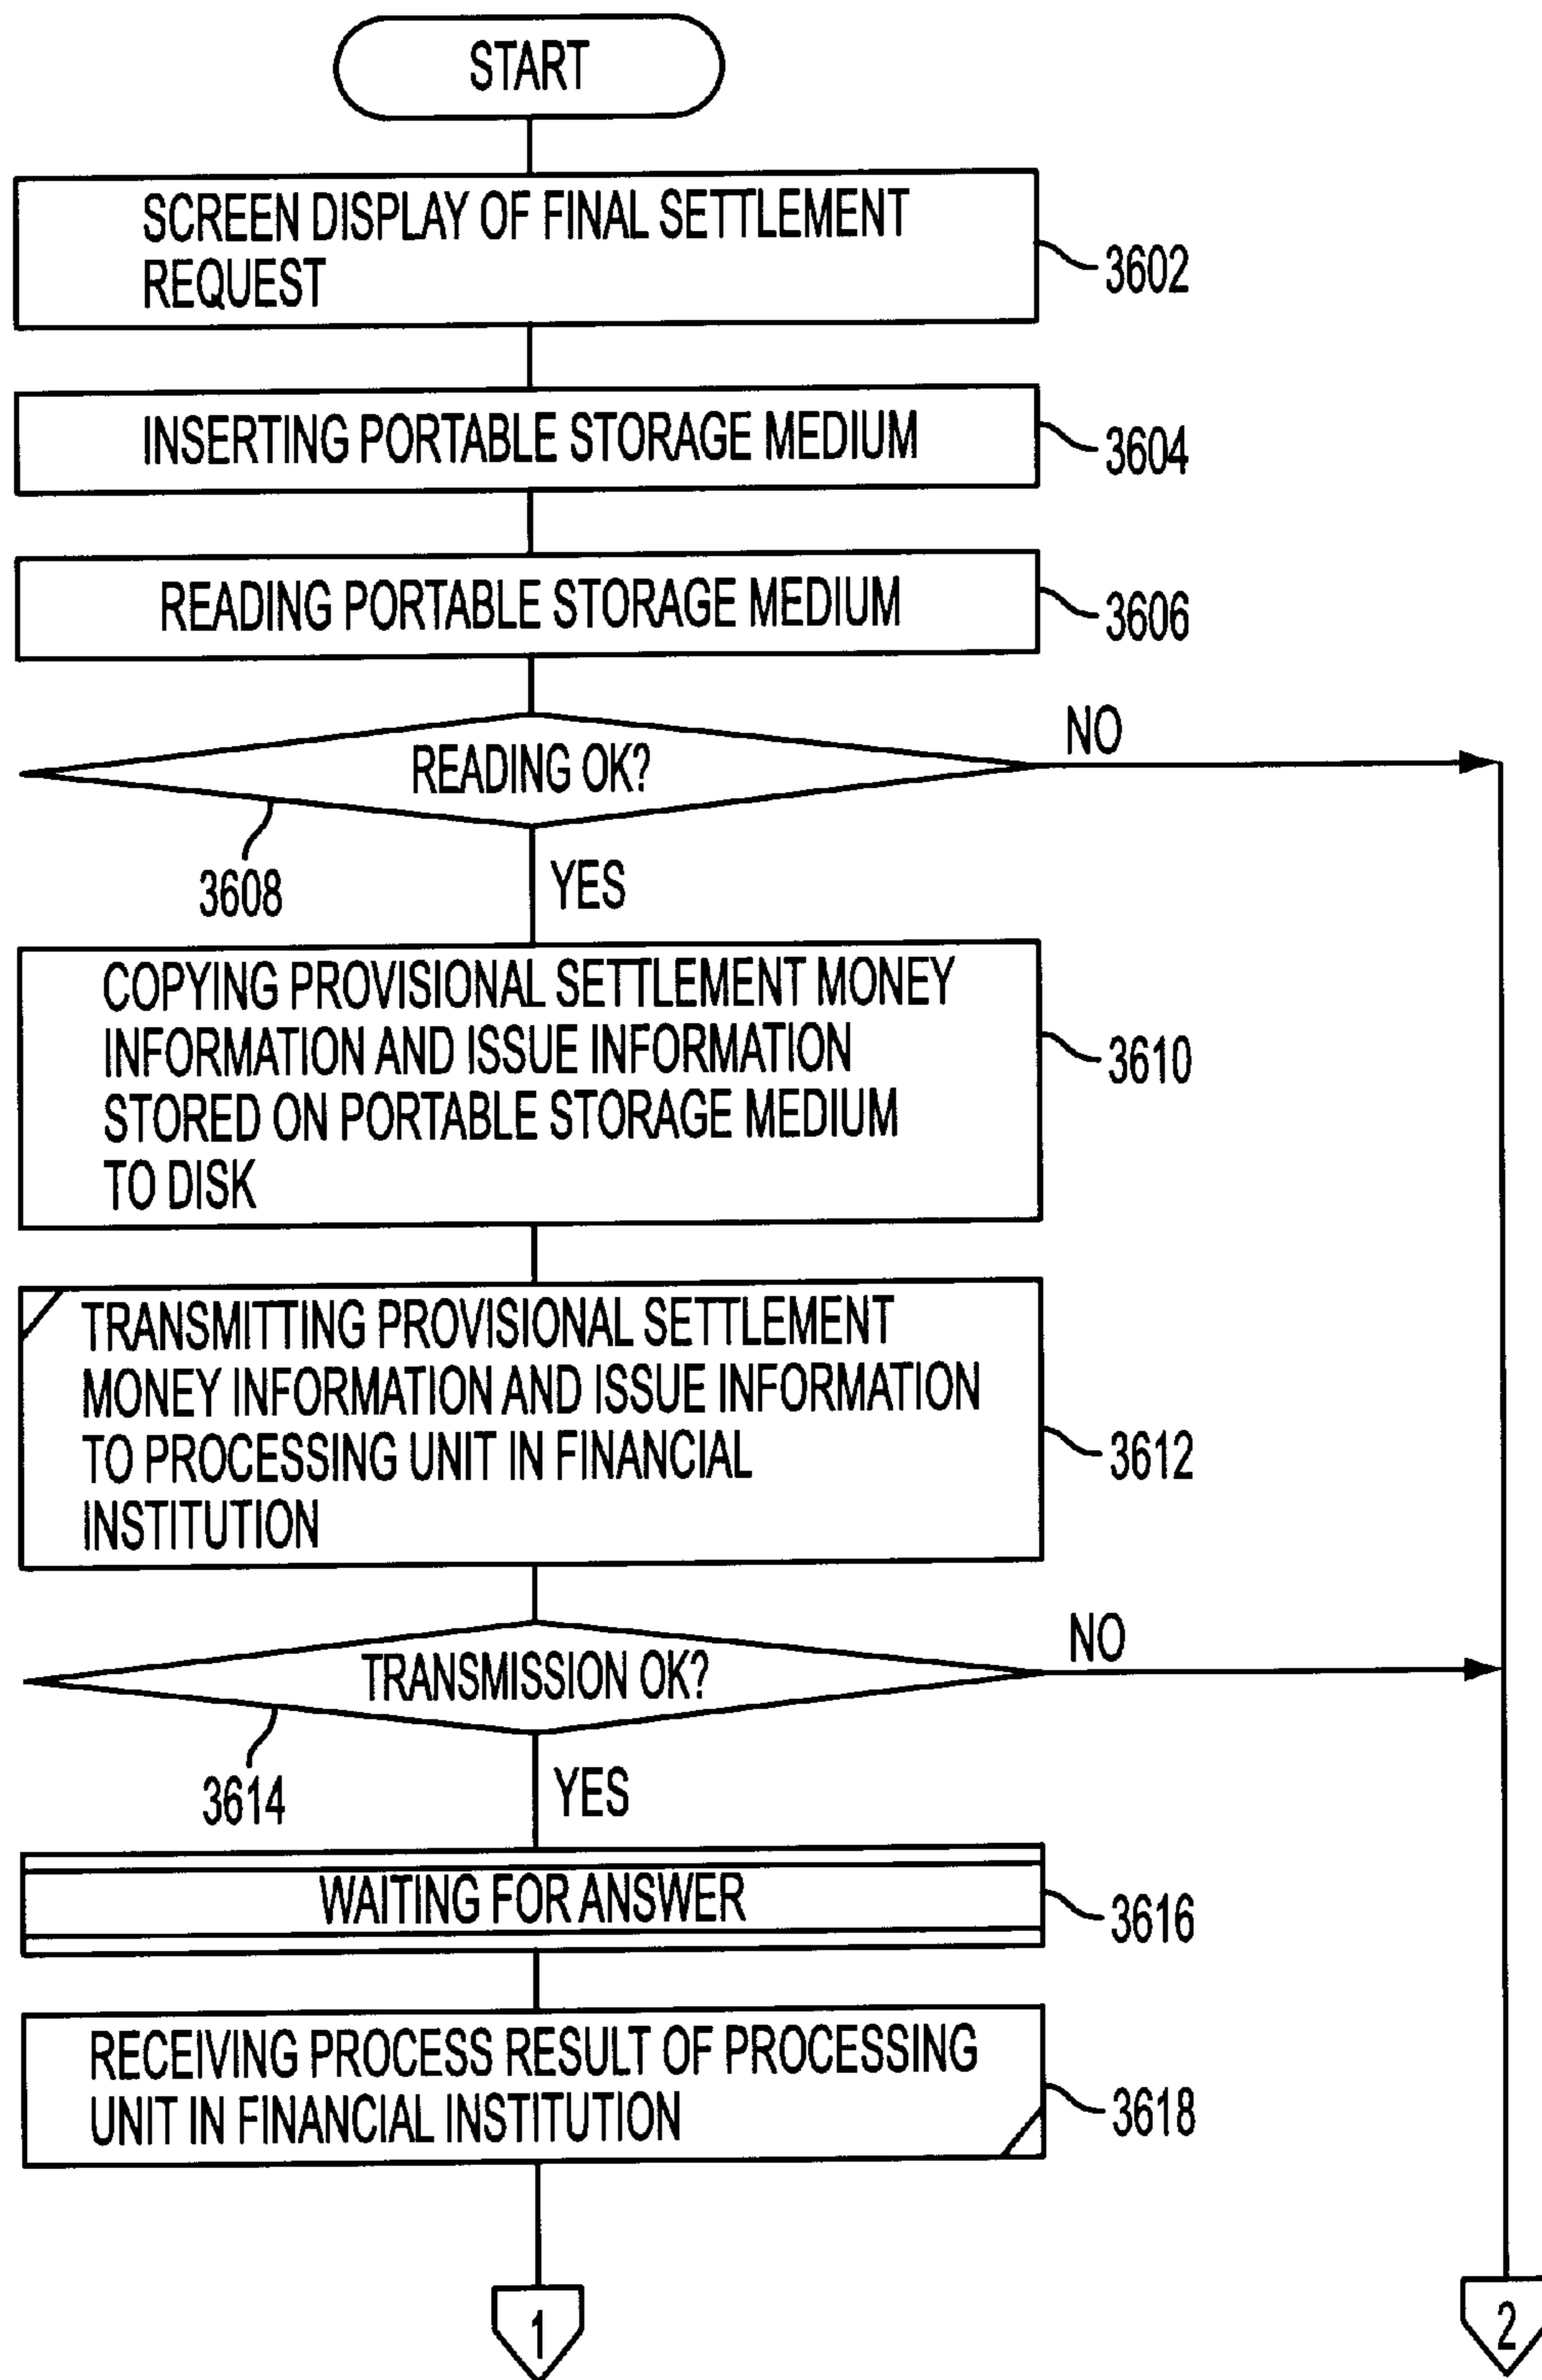 START
SCREEN DISPLAY OF FINAL SETTLEMENT
REQUEST
3602
INSERTING PORTABLE STORAGE MEDIUM
3604
READING PORTABLE STORAGE MEDIUM
3606
READING OK?
NO
3608
YES
COPYING PROVISIONAL SETTLEMENT MONEY
INFORMATION AND ISSUE INFORMATION
STORED ON PORTABLE STORAGE MEDIUM
TO DISK
3610
TRANSMITTING PROVISIONAL SETTLEMENT
MONEY INFORMATION AND ISSUE INFORMATION
TO PROCESSING UNIT IN FINANCIAL
INSTITUTION
3612
TRANSMISSION OK?
NO
3614
YES
WAITING FOR ANSWER
3616
RECEIVING PROCESS RESULT OF PROCESSING
UNIT IN FINANCIAL INSTITUTION
3618
1
2